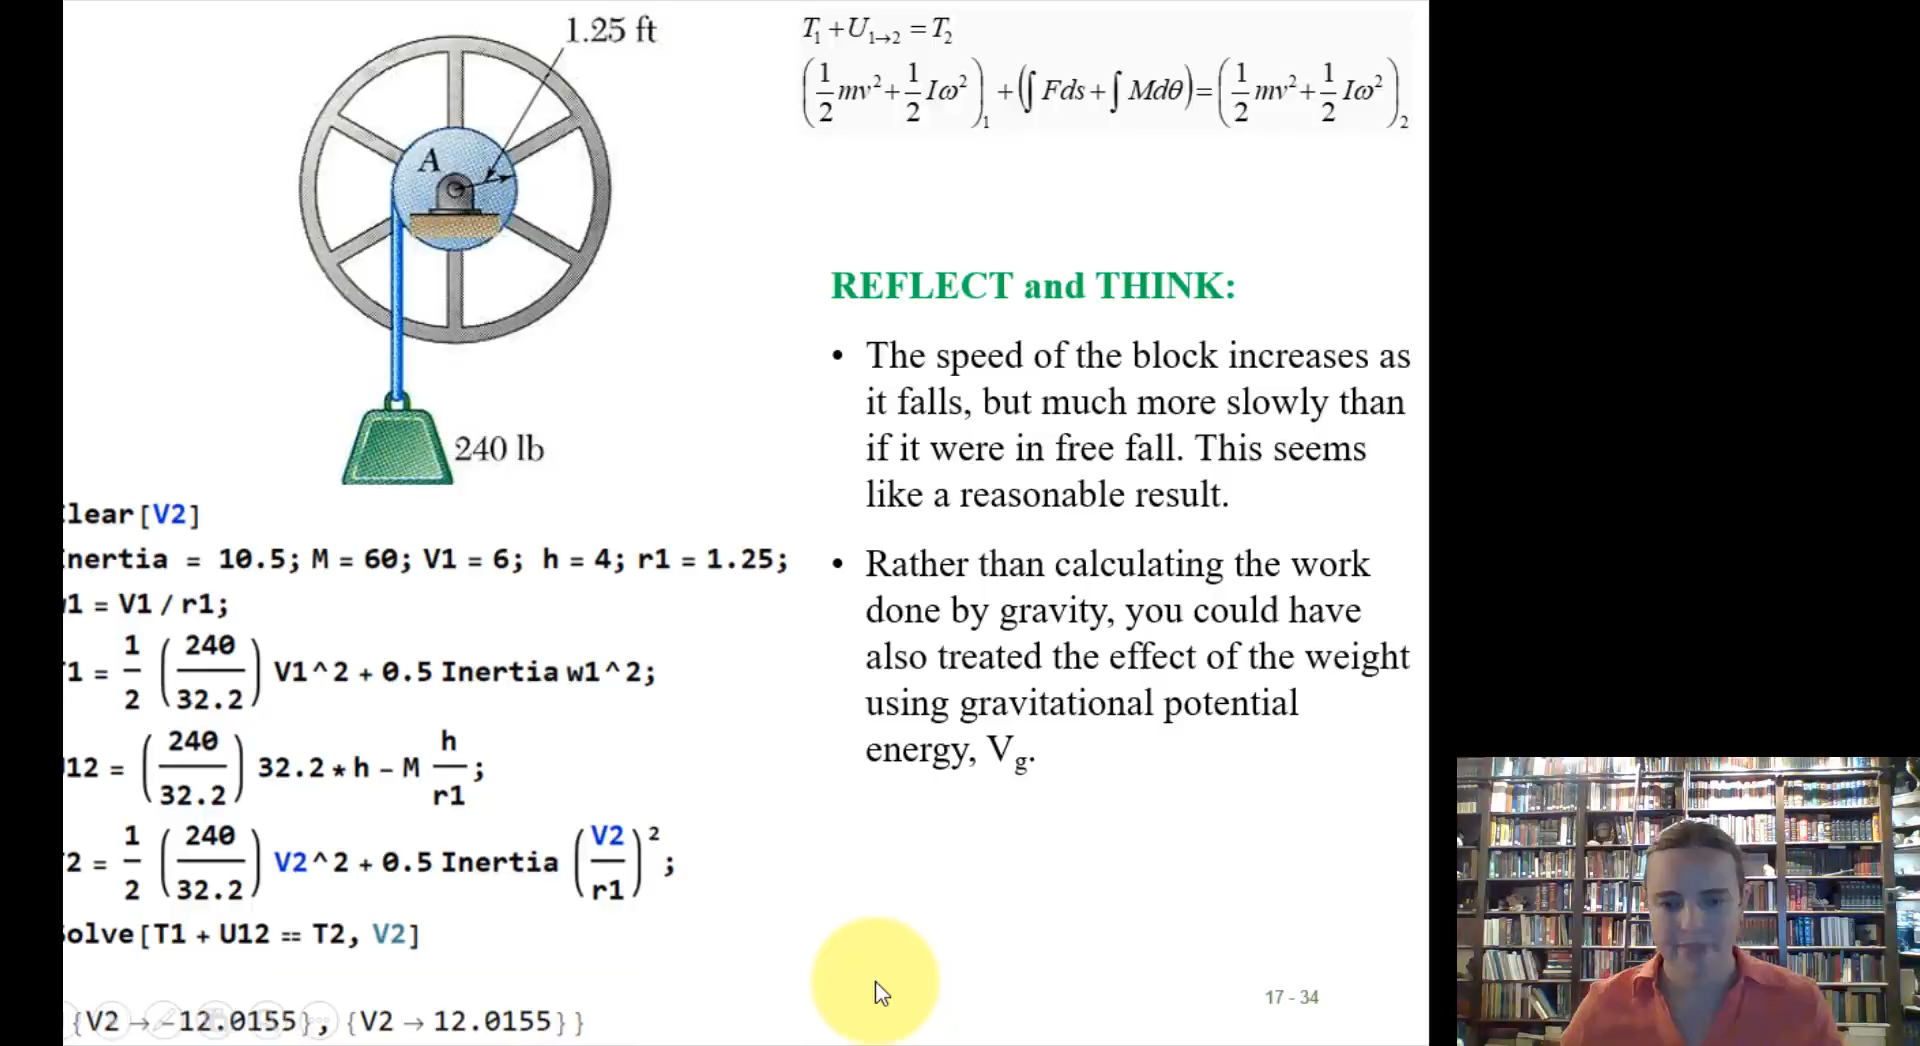 1.25 ft
A
240 lb
T₁ + U₁→₂ = T₂
(1/2 mv² + 1/2 Iω²)₁ + (∫ Fds + ∫ Mdθ) = (1/2 mv² + 1/2 Iω²)₂
REFLECT and THINK:
• The speed of the block increases as
it falls, but much more slowly than
if it were in free fall. This seems
like a reasonable result.
• Rather than calculating the work
done by gravity, you could have
also treated the effect of the weight
using gravitational potential
energy, Vg.
lear[V2]
nertia = 10.5; M = 60; V1 = 6; h = 4; r1 = 1.25;
1 = V1 / r1;
1 = 1/2 (240/32.2) V1^2 + 0.5 Inertia w1^2;
12 = (240/32.2) 32.2 * h - M h/r1;
2 = 1/2 (240/32.2) V2^2 + 0.5 Inertia (V2/r1)²;
olve[T1 + U12 == T2, V2]
{V2 → -12.0155}, {V2 → 12.0155}}
17 - 34